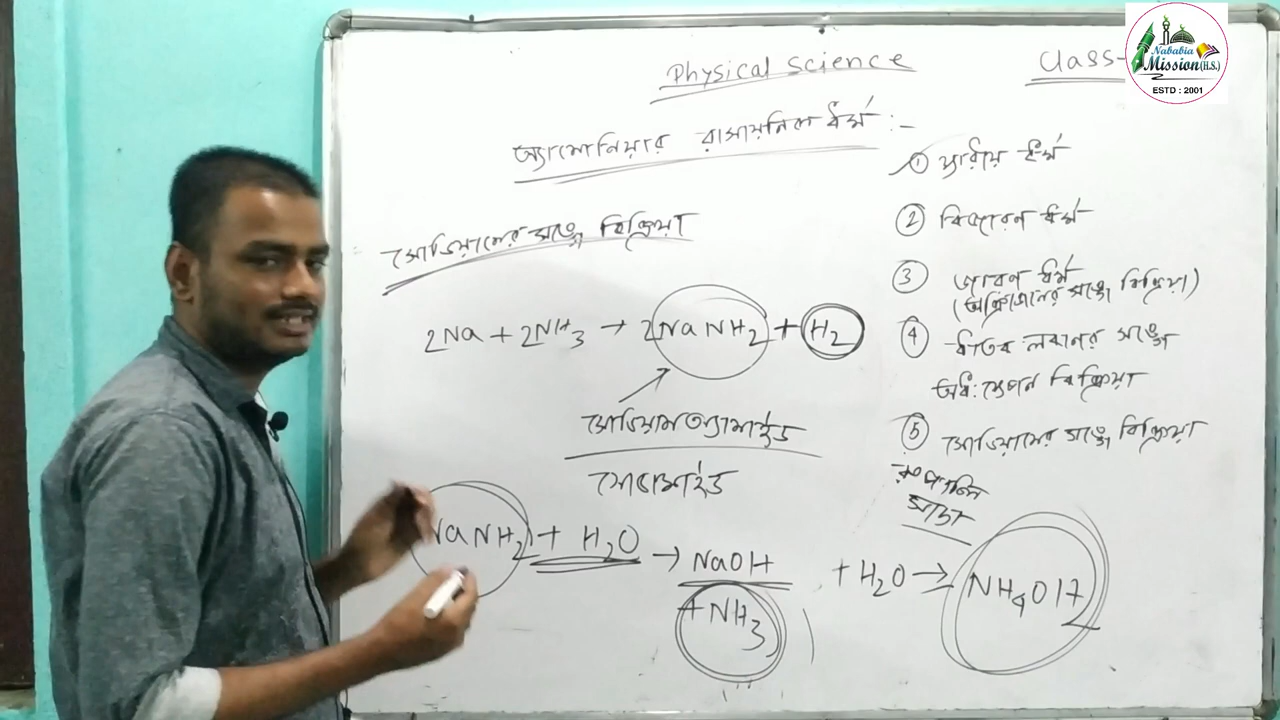 Physical Science
Class-
Nababia
Mission(H.S.)
ESTD : 2001
অ্যামোনিয়ার রাসায়নিক ধর্ম :-
সোডিয়ামের সঙ্গে বিক্রিয়া
2Na + 2NH3 → 2NaNH2 + H2
সোডিয়াম অ্যামাইড
সোডামাইড
NaNH2 + H2O → NaOH
+ NH3
+ H2O → NH4OH
① ক্ষারীয় ধর্ম
② বিজারণ ধর্ম
③ জারণ ধর্ম
(অক্সিজেনের সঙ্গে বিক্রিয়া)
④ ধাতব লবণের সঙ্গে
অধঃক্ষেপণ বিক্রিয়া
⑤ সোডিয়ামের সঙ্গে বিক্রিয়া